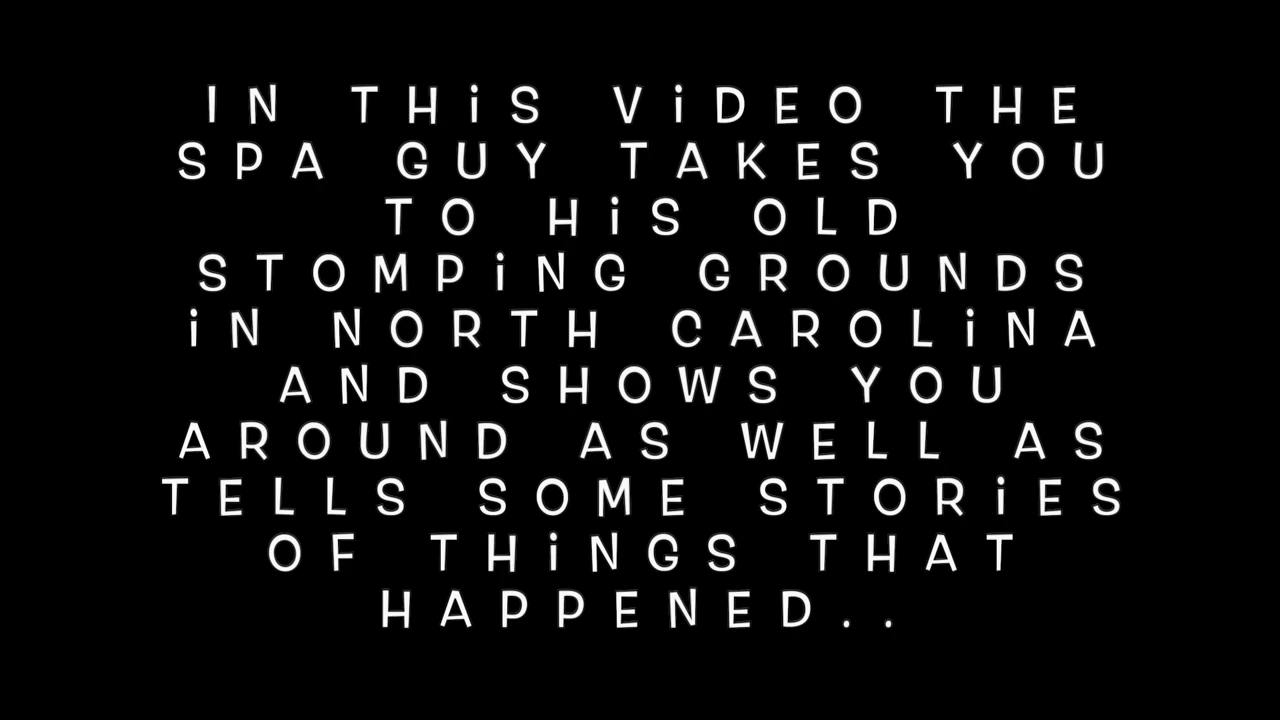 IN THiS ViDEO THE
SPA GUY TAKES YOU
TO HiS OLD
STOMPiNG GROUNDS
iN NORTH CAROLiNA
AND SHOWS YOU
AROUND AS WELL AS
TELLS SOME STORiES
OF THiNGS THAT
HAPPENED..